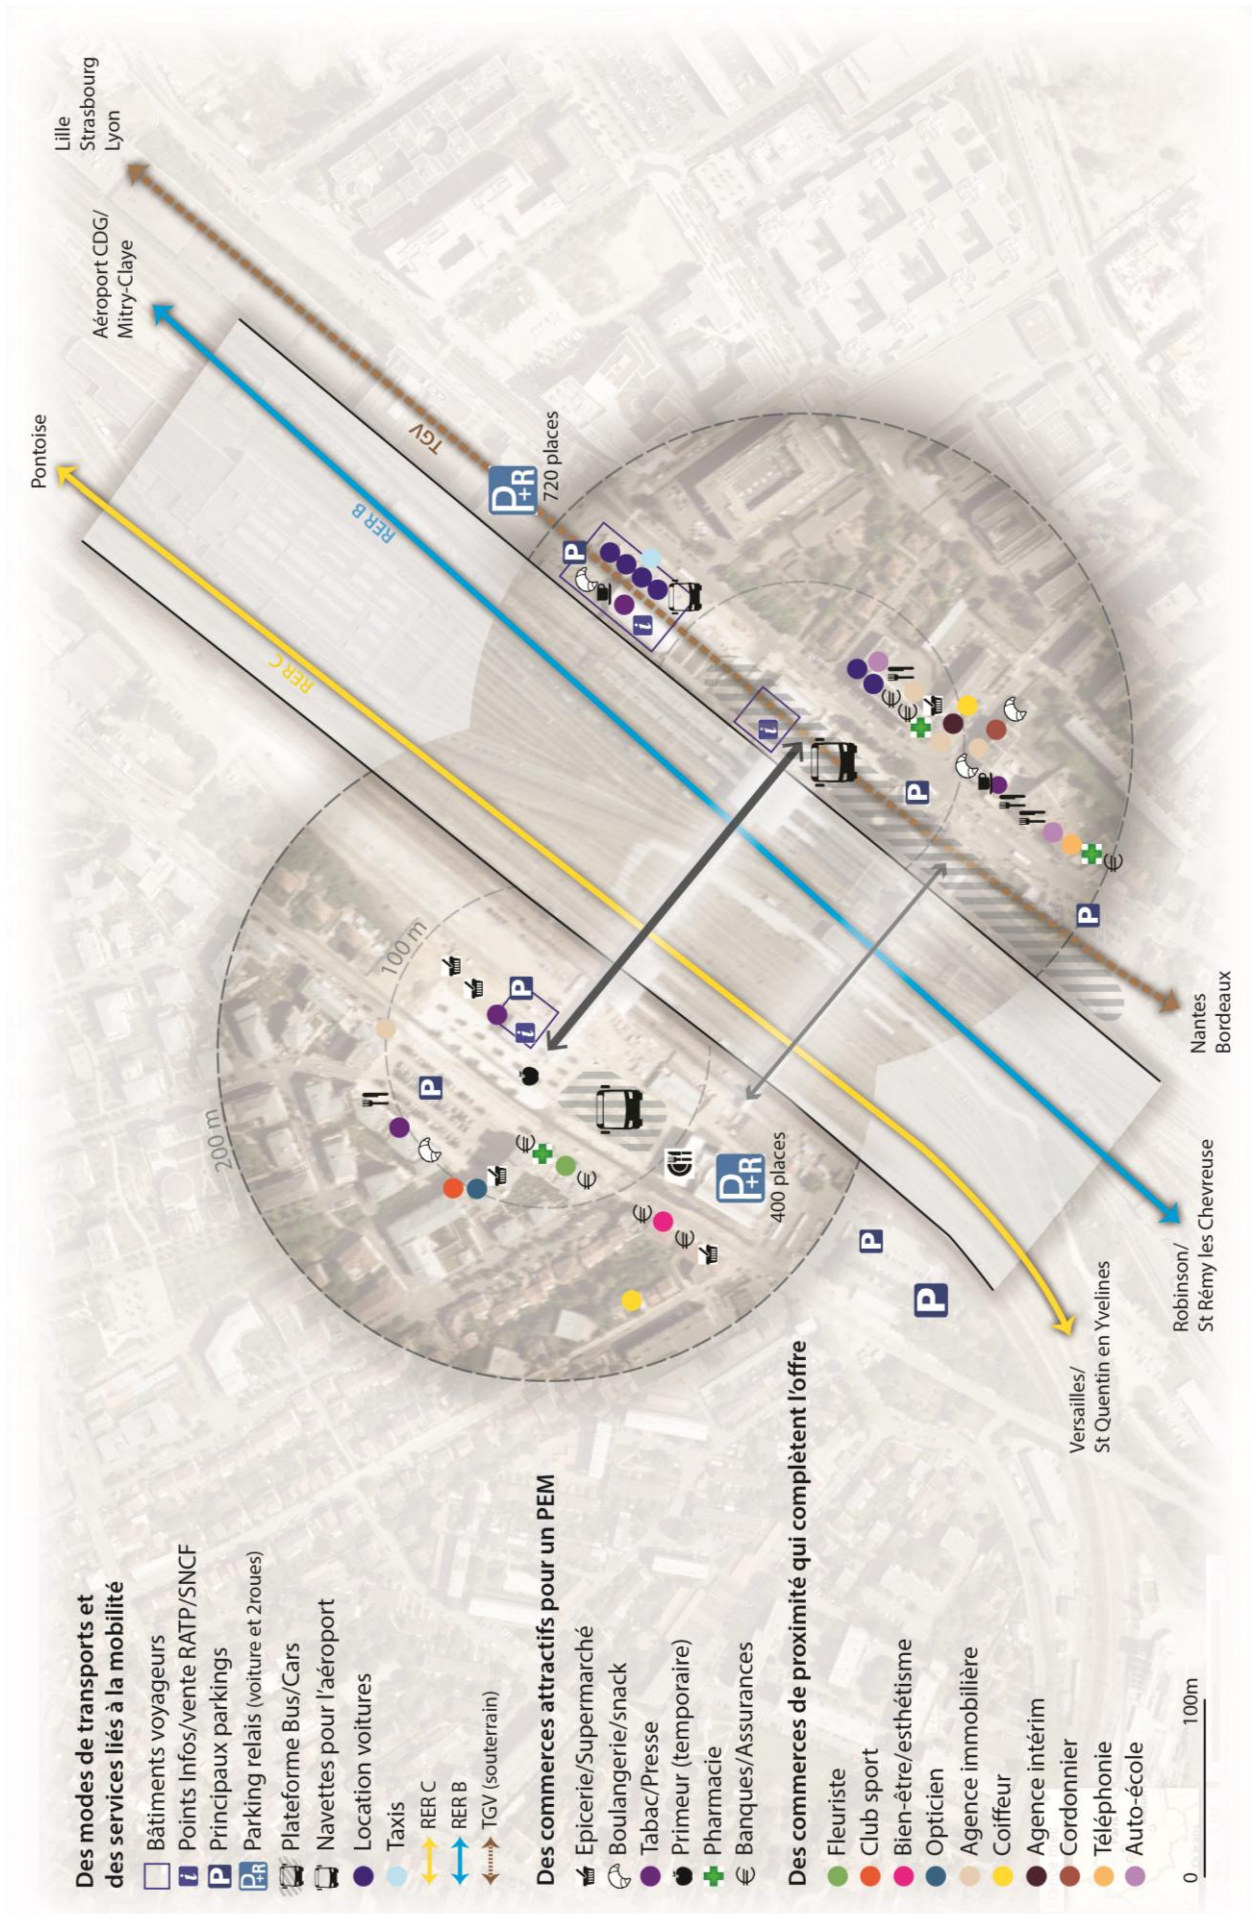 Lille
Strasbourg
Lyon
Aéroport CDG/
Mitry-Claye
Pontoise
TGV
RER B
RER C
P+R
720 places
P
i
i
P
P
100 m
200 m
P
i
P
P+R
400 places
P
P
Nantes
Bordeaux
Robinson/
St Rémy les Chevreuse
Versailles/
St Quentin en Yvelines
Des modes de transports et
des services liés à la mobilité
Bâtiments voyageurs
i Points Infos/vente RATP/SNCF
P Principaux parkings
P+R Parking relais (voiture et 2roues)
Plateforme Bus/Cars
Navettes pour l'aéroport
Location voitures
Taxis
RER C
RER B
TGV (souterrain)
Des commerces attractifs pour un PEM
Epicerie/Supermarché
Boulangerie/snack
Tabac/Presse
Primeur (temporaire)
Pharmacie
€ Banques/Assurances
Des commerces de proximité qui complètent l'offre
Fleuriste
Club sport
Bien-être/esthétisme
Opticien
Agence immobilière
Coiffeur
Agence intérim
Cordonnier
Téléphonie
Auto-école
0 100m